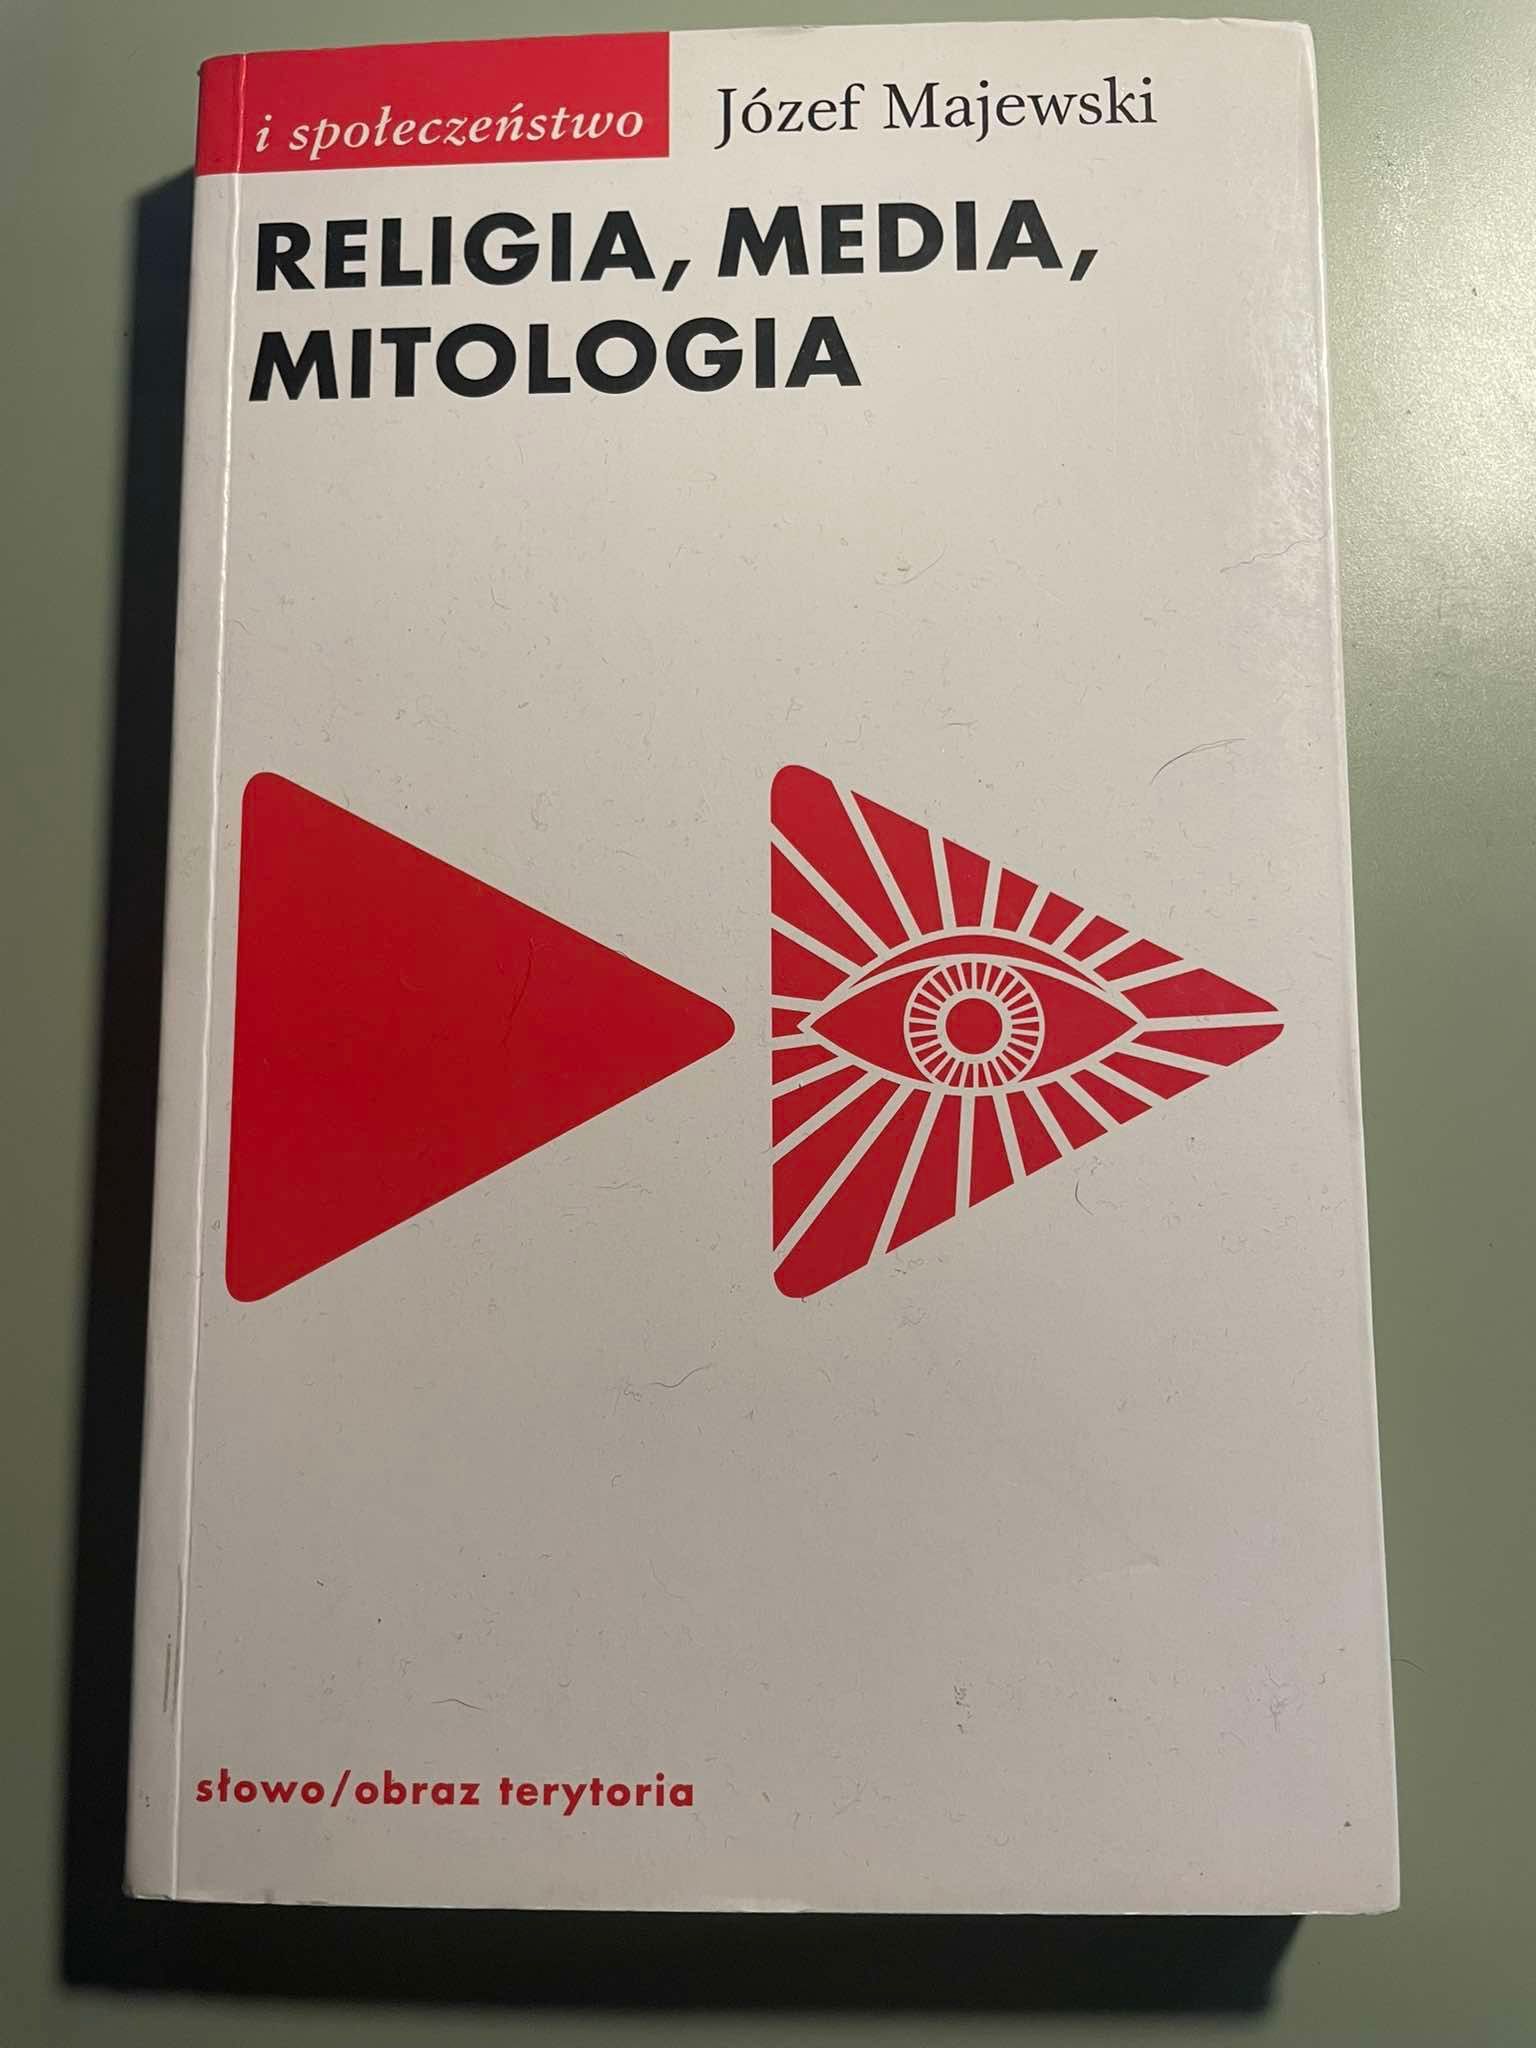 i społeczeństwo
Józef Majewski
RELIGIA, MEDIA,
MITOLOGIA
słowo/obraz terytoria